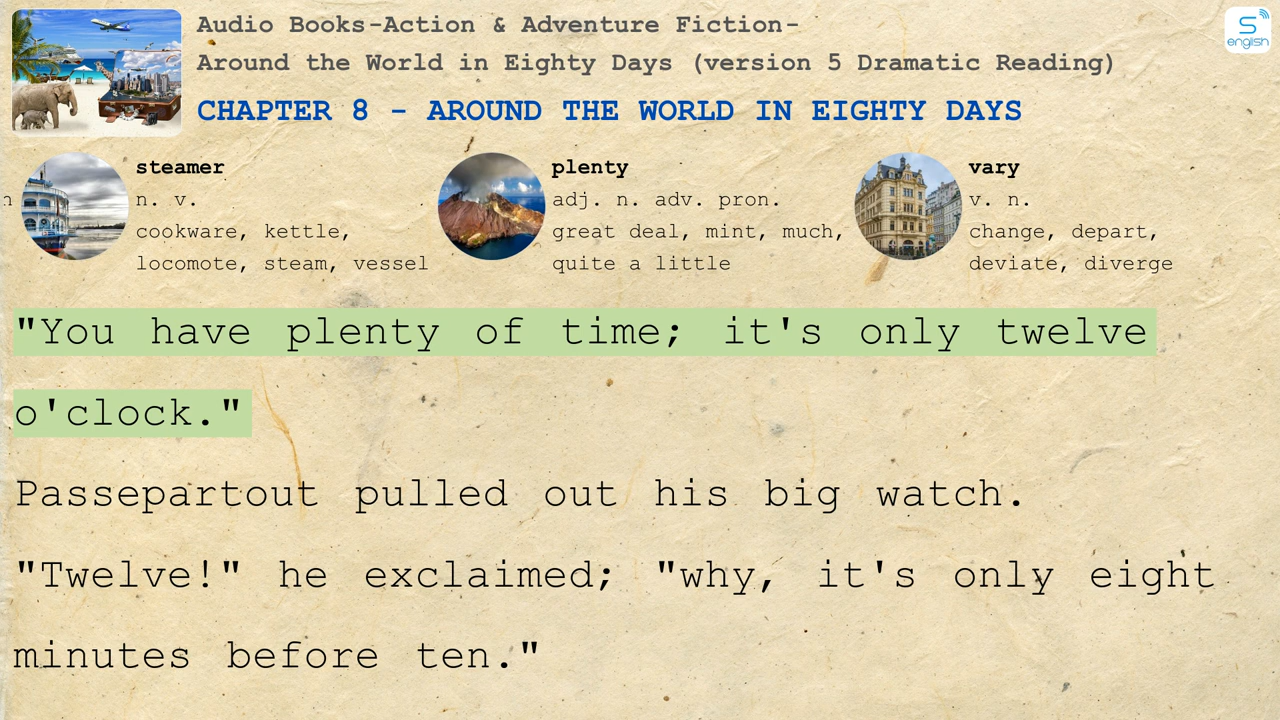 Audio Books-Action & Adventure Fiction-
Around the World in Eighty Days (version 5 Dramatic Reading)
CHAPTER 8 - AROUND THE WORLD IN EIGHTY DAYS
S
english
n
steamer
n. v.
cookware, kettle,
locomote, steam, vessel
plenty
adj. n. adv. pron.
great deal, mint, much,
quite a little
vary
v. n.
change, depart,
deviate, diverge
"You have plenty of time; it's only twelve
o'clock."
Passepartout pulled out his big watch.
"Twelve!" he exclaimed; "why, it's only eight
minutes before ten."